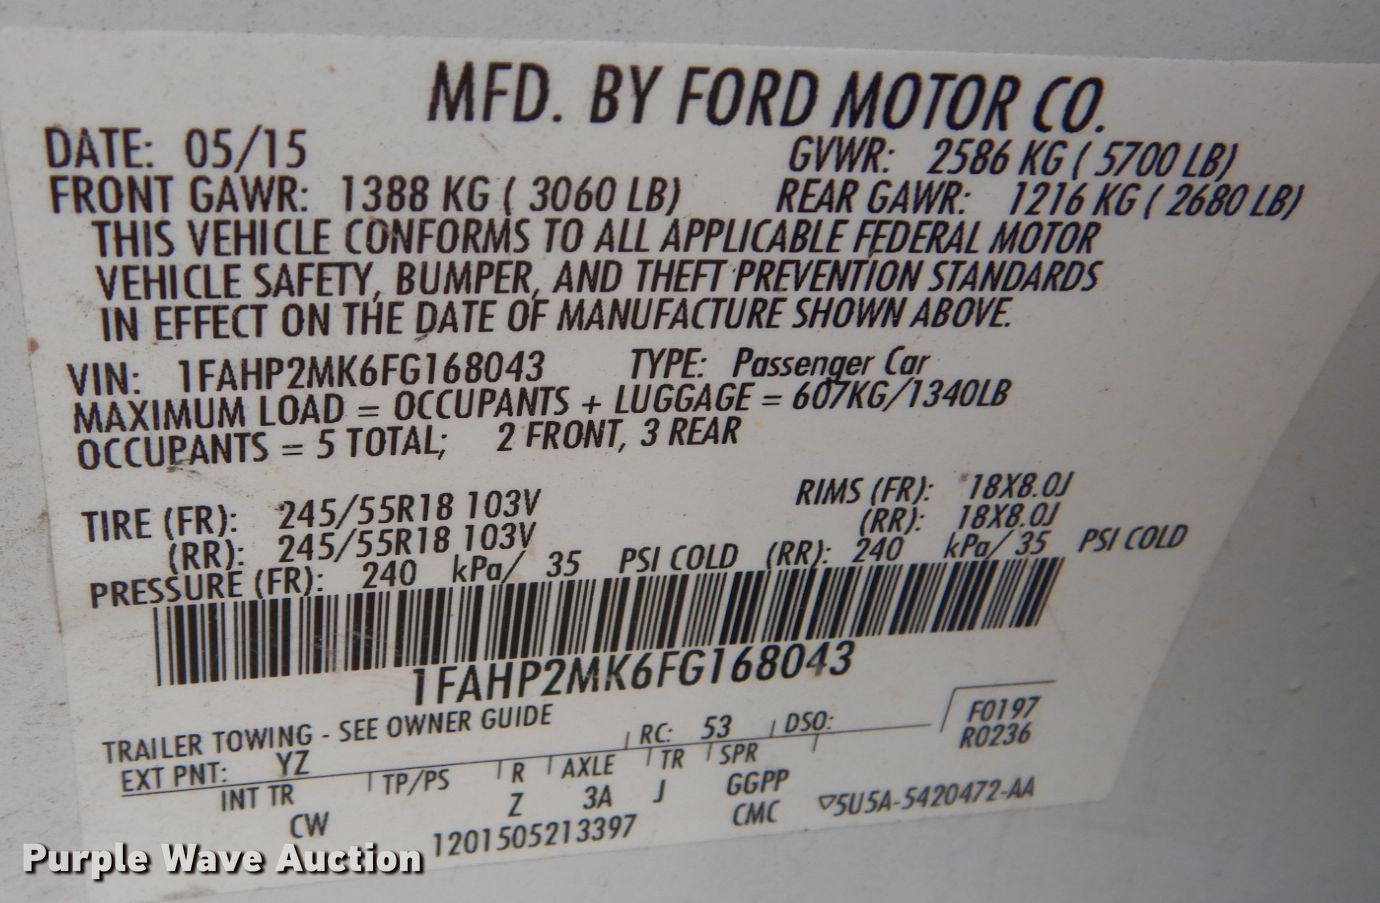 MFD. BY FORD MOTOR CO.
DATE: 05/15 GVWR: 2586 KG ( 5700 LB)
FRONT GAWR: 1388 KG ( 3060 LB) REAR GAWR: 1216 KG ( 2680 LB)
THIS VEHICLE CONFORMS TO ALL APPLICABLE FEDERAL MOTOR
VEHICLE SAFETY, BUMPER, AND THEFT PREVENTION STANDARDS
IN EFFECT ON THE DATE OF MANUFACTURE SHOWN ABOVE.
VIN: 1FAHP2MK6FG168043 TYPE: Passenger Car
MAXIMUM LOAD = OCCUPANTS + LUGGAGE = 607KG/1340LB
OCCUPANTS = 5 TOTAL; 2 FRONT, 3 REAR
TIRE (FR): 245/55R18 103V RIMS (FR): 18X8.0J
(RR): 245/55R18 103V (RR): 18X8.0J
PRESSURE (FR): 240 kPa/ 35 PSI COLD (RR): 240 kPa/ 35 PSI COLD
1FAHP2MK6FG168043
TRAILER TOWING - SEE OWNER GUIDE
EXT PNT: YZ RC: 53 DSO: F0197
R0236
INT TR TP/PS R AXLE TR SPR
CW Z 3A J GGPP
1201505213397 CMC 5U5A-5420472-AA
Purple Wave Auction